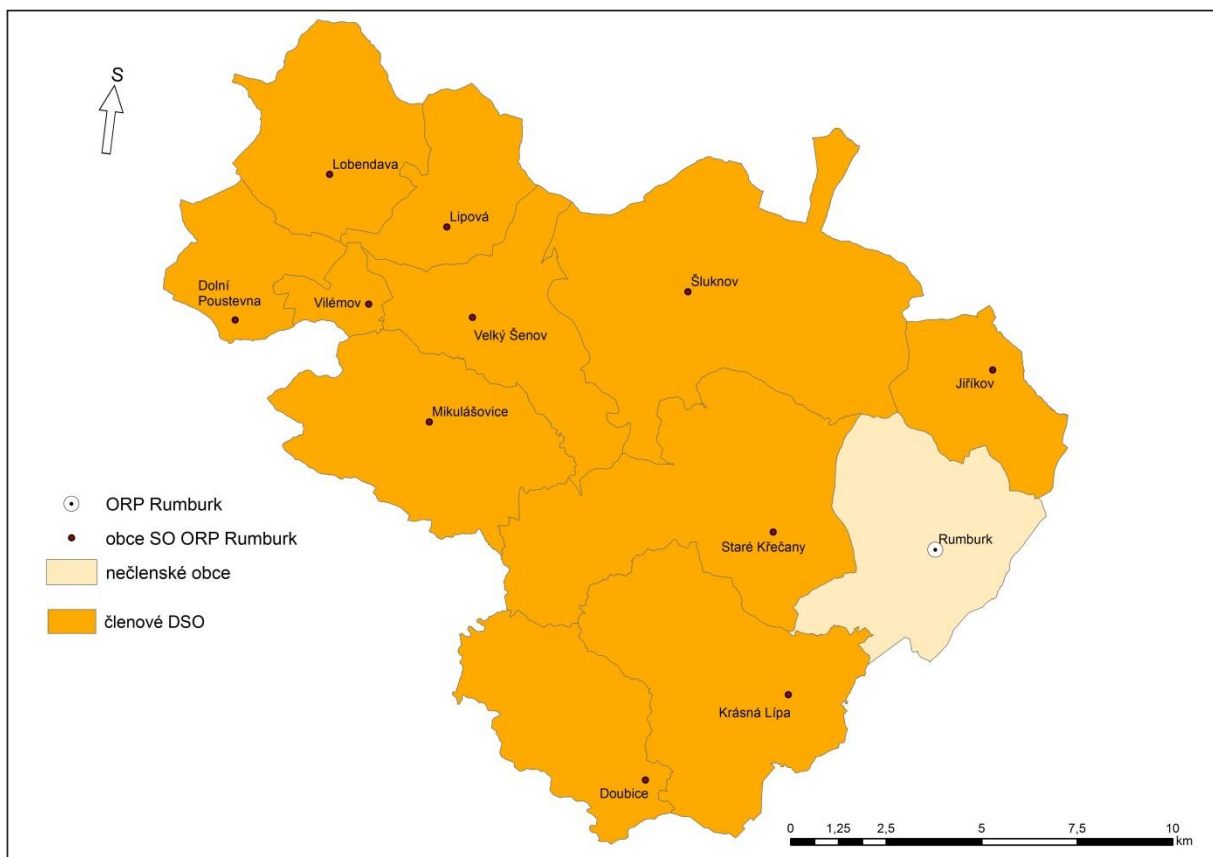 S
Lobendava
Lipová
Dolní
Poustevna
Vilémov
Velký Šenov
Šluknov
Jiříkov
Mikulášovice
Staré Křečany
Rumburk
Krásná Lípa
Doubice
ORP Rumburk
obce SO ORP Rumburk
nečlenské obce
členové DSO
0 1,25 2,5 5 7,5 10
km